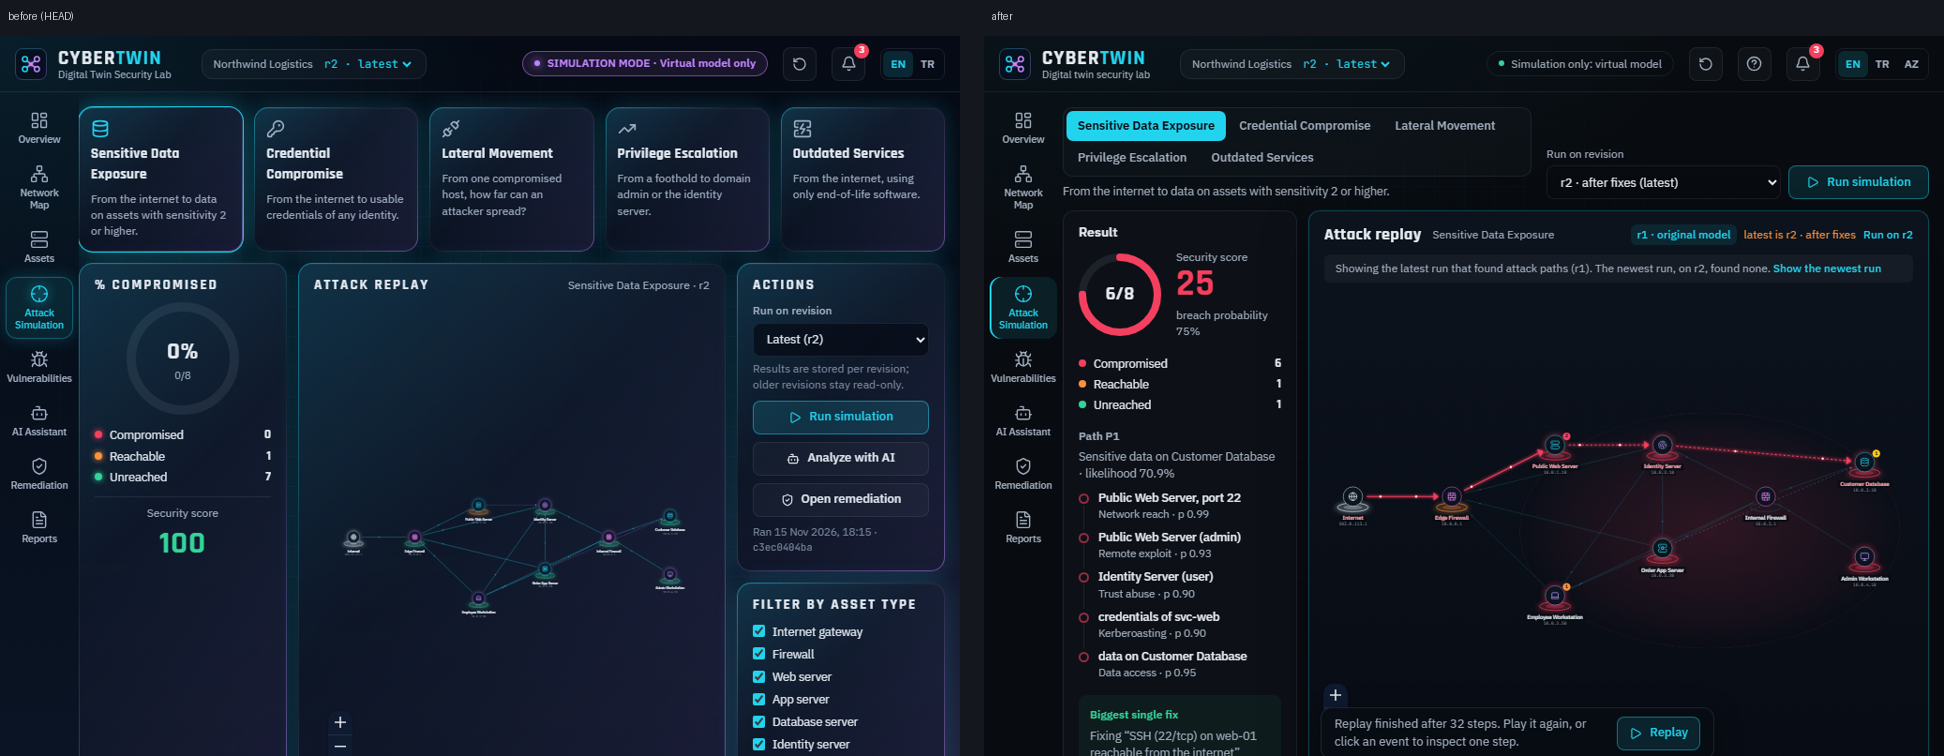 before (HEAD)
CYBERTWIN
Digital Twin Security Lab
Northwind Logistics r2 · latest
SIMULATION MODE · Virtual model only
3
EN TR
Overview
Network
Map
Assets
Attack
Simulation
Vulnerabilities
AI Assistant
Remediation
Reports
Sensitive Data
Exposure
From the internet to data
on assets with sensitivity 2
or higher.
Credential
Compromise
From the internet to usable
credentials of any identity.
Lateral Movement
From one compromised
host, how far can an
attacker spread?
Privilege Escalation
From a foothold to domain
admin or the identity
server.
Outdated Services
From the internet, using
only end-of-life software.
% COMPROMISED
0%
0/8
Compromised 0
Reachable 1
Unreached 7
Security score
100
ATTACK REPLAY
Sensitive Data Exposure · r2
+
−
ACTIONS
Run on revision
Latest (r2)
Results are stored per revision;
older revisions stay read-only.
Run simulation
Analyze with AI
Open remediation
Ran 15 Nov 2026, 18:15 ·
c3ec0404ba
FILTER BY ASSET TYPE
Internet gateway
Firewall
Web server
App server
Database server
Identity server
after
CYBERTWIN
Digital twin security lab
Northwind Logistics r2 · latest
Simulation only: virtual model
3
EN TR AZ
Overview
Network
Map
Assets
Attack
Simulation
Vulnerabilities
AI Assistant
Remediation
Reports
Sensitive Data Exposure Credential Compromise Lateral Movement
Privilege Escalation Outdated Services
From the internet to data on assets with sensitivity 2 or higher.
Run on revision
r2 · after fixes (latest)
Run simulation
Result
6/8
Security score
25
breach probability
75%
Compromised 6
Reachable 1
Unreached 1
Path P1
Sensitive data on Customer Database
· likelihood 70.9%
Public Web Server, port 22
Network reach · p 0.99
Public Web Server (admin)
Remote exploit · p 0.93
Identity Server (user)
Trust abuse · p 0.90
credentials of svc-web
Kerberoasting · p 0.90
data on Customer Database
Data access · p 0.95
Biggest single fix
Fixing “SSH (22/tcp) on web-01
reachable from the internet”
Attack replay Sensitive Data Exposure
r1 · original model latest is r2 · after fixes Run on r2
Showing the latest run that found attack paths (r1). The newest run, on r2, found none. Show the newest run
Public Web Server
Identity Server
Customer Database
Internet
Edge Firewall
Internal Firewall
Order App Server
Admin Workstation
Employee Workstation
+
Replay finished after 32 steps. Play it again, or
click an event to inspect one step.
Replay